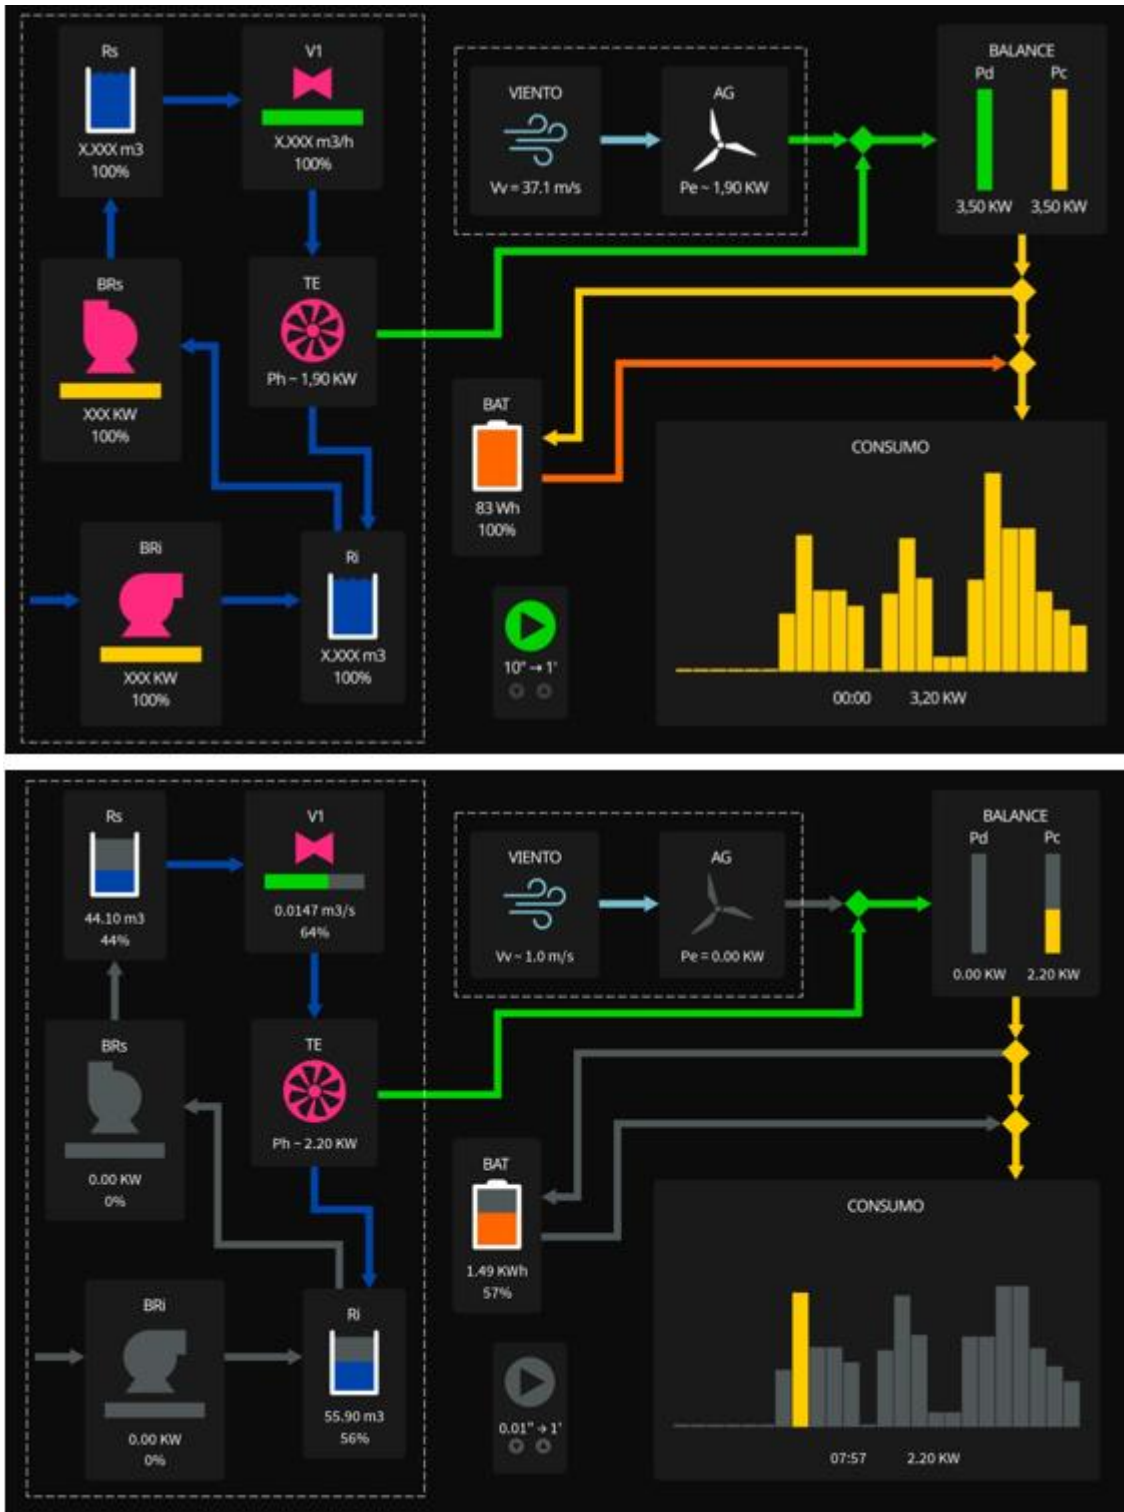 Rs
X.XXX m3
100%
V1
X.XXX m3/h
100%
VIENTO
Vv = 37.1 m/s
AG
Pe ~ 1,90 KW
BALANCE
Pd Pc
3,50 KW 3,50 KW
BRs
XXX KW
100%
TE
Ph ~ 1,90 KW
BAT
83 Wh
100%
CONSUMO
00:00 3,20 KW
BRi
XXX KW
100%
Ri
X.XXX m3
100%
10" → 1'
Rs
44.10 m3
44%
V1
0.0147 m3/s
64%
VIENTO
Vv ~ 1.0 m/s
AG
Pe = 0.00 KW
BALANCE
Pd Pc
0.00 KW 2.20 KW
BRs
0.00 KW
0%
TE
Ph ~ 2.20 KW
BAT
1.49 KWh
57%
CONSUMO
07:57 2.20 KW
BRi
0.00 KW
0%
Ri
55.90 m3
56%
0.01" → 1'